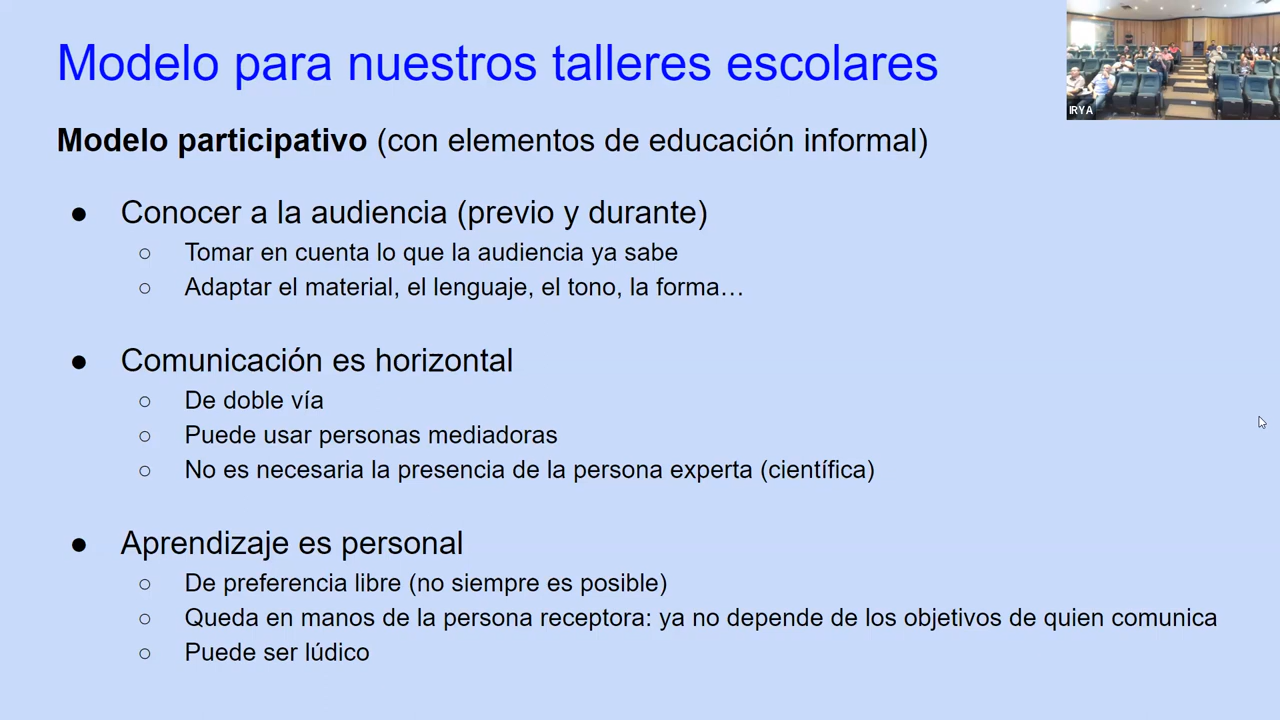 Modelo para nuestros talleres escolares
IRYA
Modelo participativo (con elementos de educación informal)
● Conocer a la audiencia (previo y durante)
○ Tomar en cuenta lo que la audiencia ya sabe
○ Adaptar el material, el lenguaje, el tono, la forma…
● Comunicación es horizontal
○ De doble vía
○ Puede usar personas mediadoras
○ No es necesaria la presencia de la persona experta (científica)
● Aprendizaje es personal
○ De preferencia libre (no siempre es posible)
○ Queda en manos de la persona receptora: ya no depende de los objetivos de quien comunica
○ Puede ser lúdico